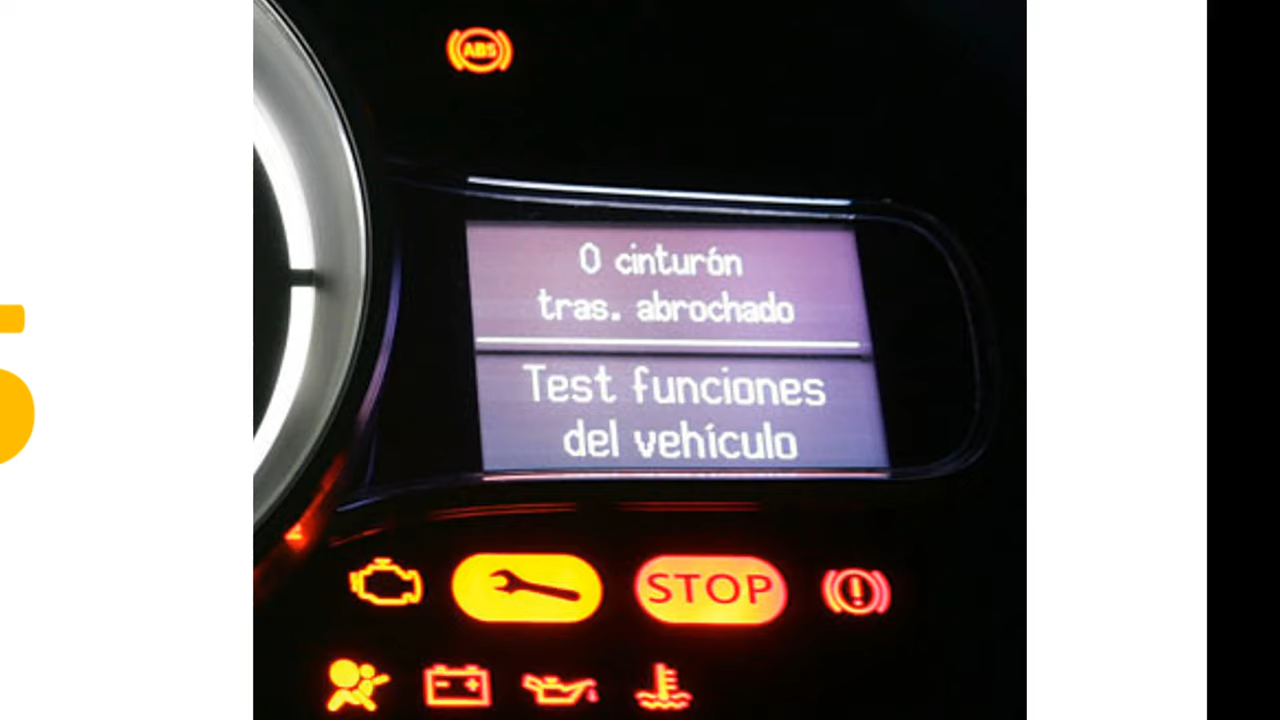 ABS
0 cinturón
tras. abrochado
Test funciones
del vehículo
STOP